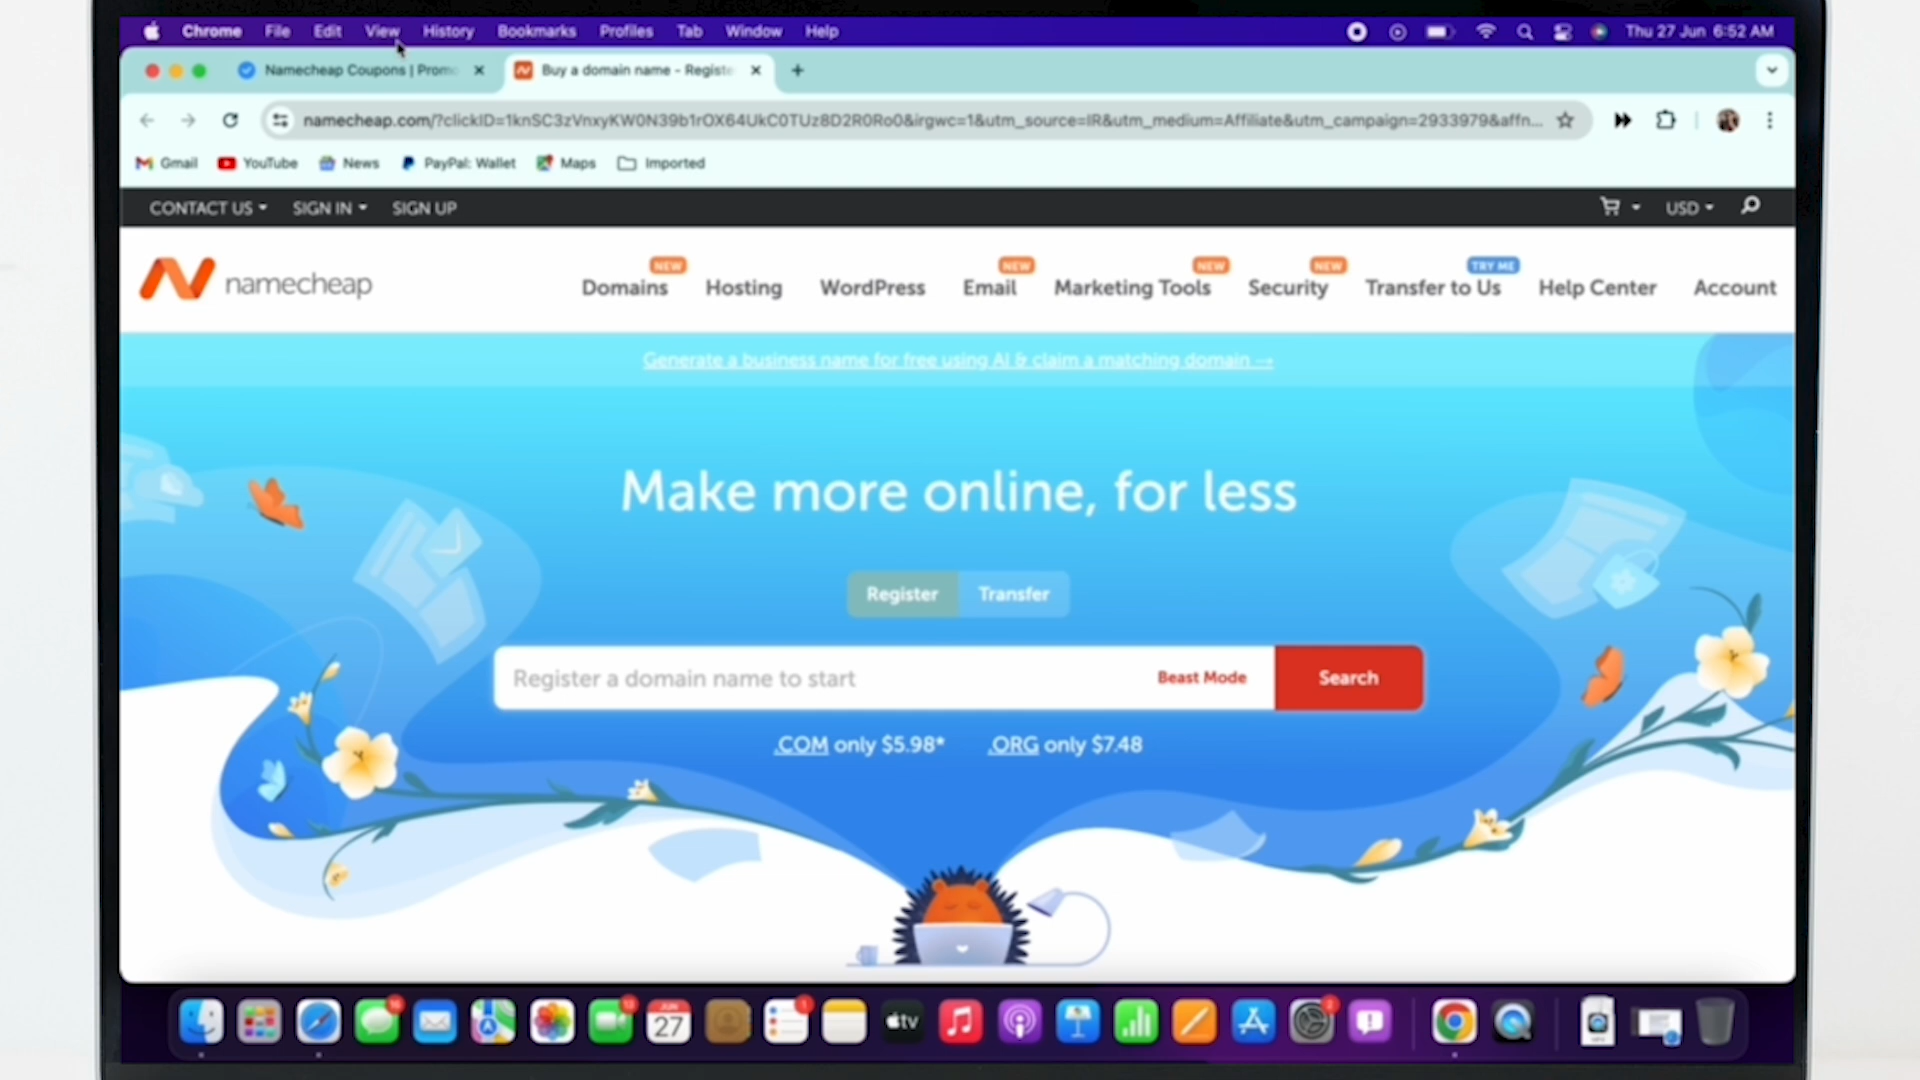 Chrome File Edit View History Bookmarks Profiles Tab Window Help Thu 27 Jun 6:52 AM
Namecheap Coupons | Prom Buy a domain name - Registe
namecheap.com/?clickID=1knSC3zVnxyKW0N39b1rOX64UkC0TUz8D2R0Ro0&irgwc=1&utm_source=IR&utm_medium=Affiliate&utm_campaign=2933979&affn...
Gmail YouTube News PayPal: Wallet Maps Imported
CONTACT US SIGN IN SIGN UP USD
NEW NEW NEW NEW TRY ME
namecheap Domains Hosting WordPress Email Marketing Tools Security Transfer to Us Help Center Account
Generate a business name for free using AI & claim a matching domain →
Make more online, for less
Register Transfer
Register a domain name to start Beast Mode Search
.COM only $5.98* .ORG only $7.48
JUN
27
tv